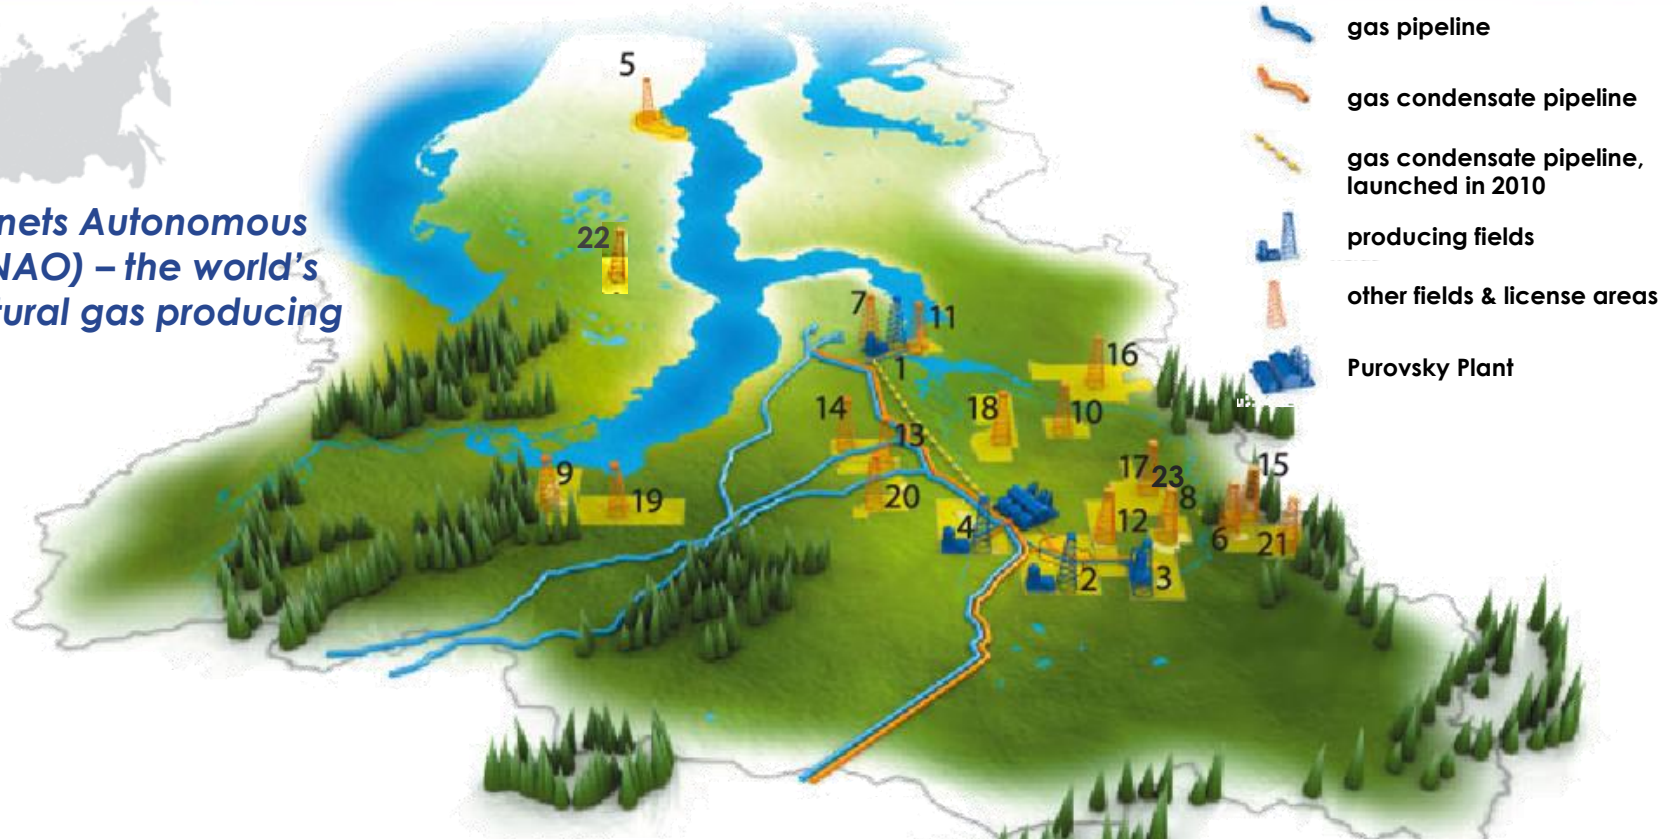 nets Autonomous
NAO) – the world's
tural gas producing
gas pipeline
gas condensate pipeline
gas condensate pipeline,
launched in 2010
producing fields
other fields & license areas
Purovsky Plant
5
22
7
11
1
16
14
18
10
13
9
19
20
17
23
15
8
4
12
6
21
2
3